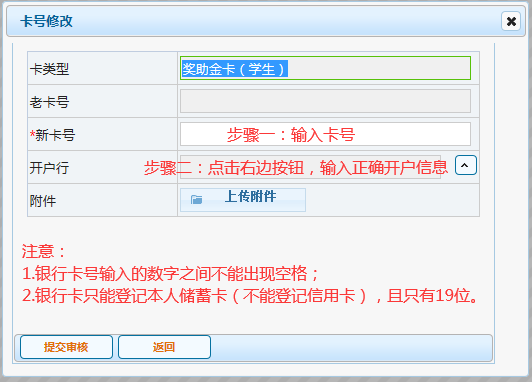 卡号修改
卡类型 奖助金卡（学生）
老卡号
*新卡号 步骤一：输入卡号
开户行 步骤二：点击右边按钮，输入正确开户信息
附件 上传附件
注意：
1.银行卡号输入的数字之间不能出现空格；
2.银行卡只能登记本人储蓄卡（不能登记信用卡），且只有19位。
提交审核 返回